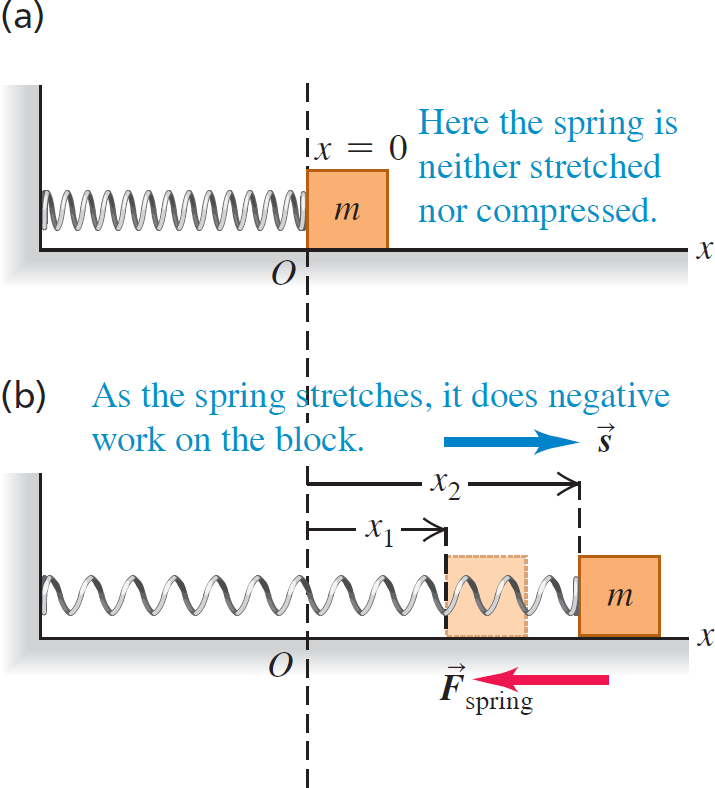 (a)
Here the spring is
x = 0
neither stretched
m
nor compressed.
x
O
(b) As the spring stretches, it does negative
work on the block.
s
x2
x1
m
x
O
F spring